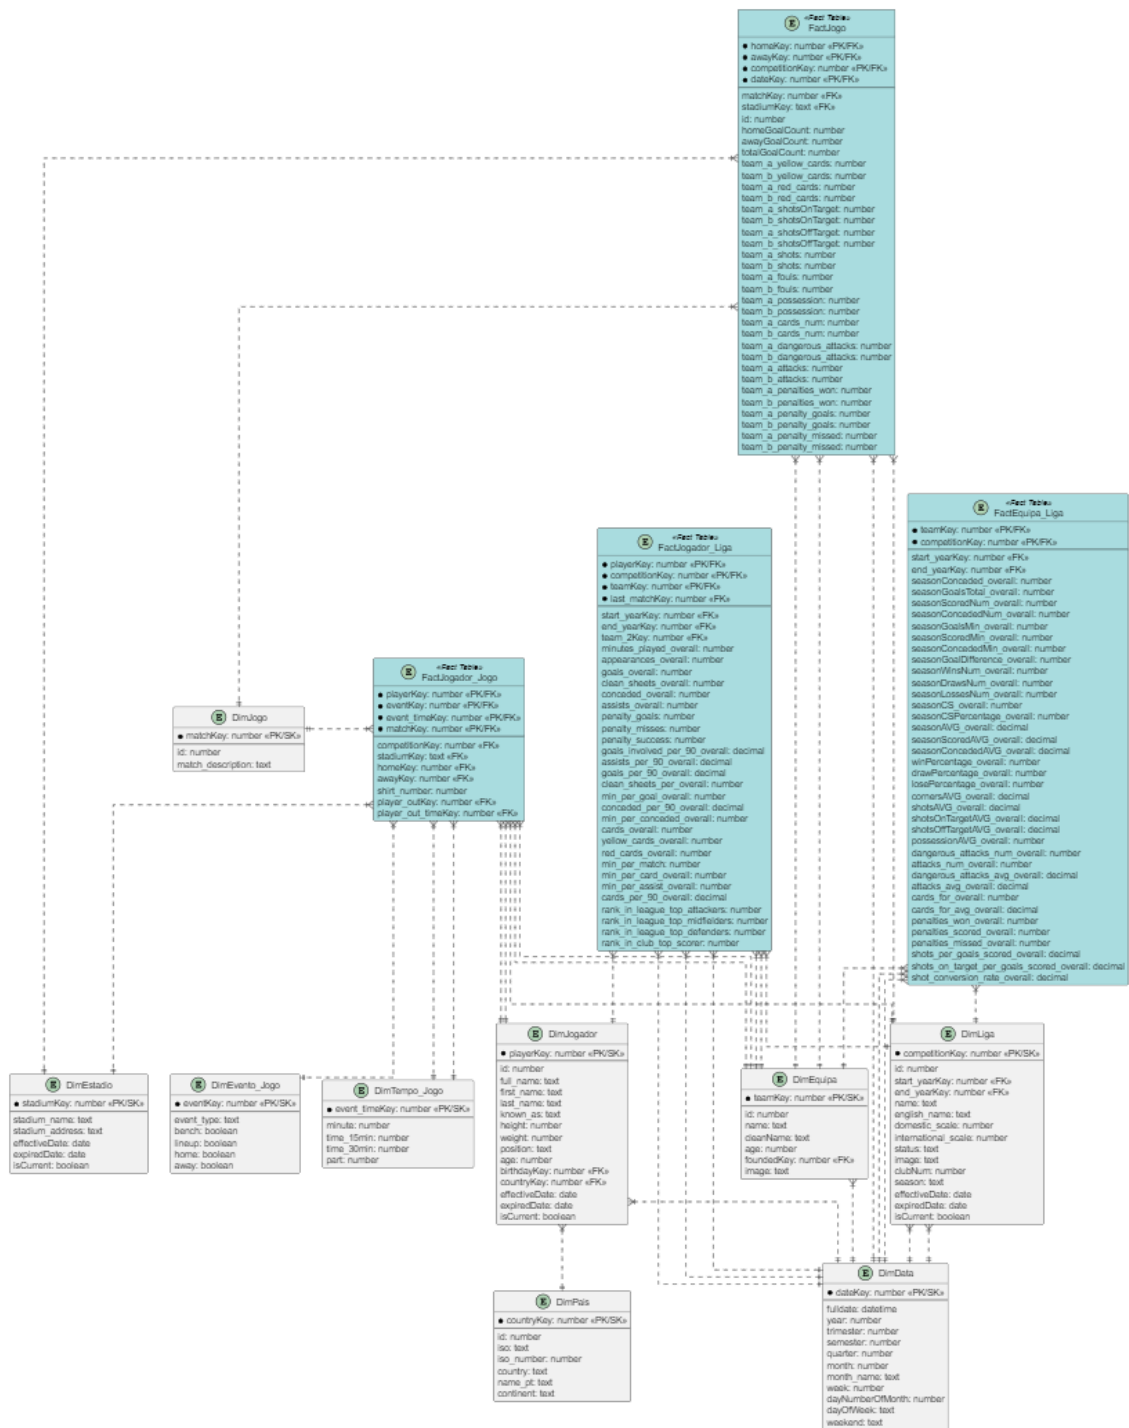 «Fact Table»
FactJogo
homeKey: number «PK/FK»
awayKey: number «PK/FK»
competitionKey: number «PK/FK»
dateKey: number «PK/FK»
matchKey: number «FK»
stadiumKey: text «FK»
id: number
homeGoalCount: number
awayGoalCount: number
totalGoalCount: number
team_a_yellow_cards: number
team_b_yellow_cards: number
team_a_red_cards: number
team_b_red_cards: number
team_a_shotsOnTarget: number
team_b_shotsOnTarget: number
team_a_shotsOffTarget: number
team_b_shotsOffTarget: number
team_a_shots: number
team_b_shots: number
team_a_fouls: number
team_b_fouls: number
team_a_possession: number
team_b_possession: number
team_a_cards_num: number
team_b_cards_num: number
team_a_dangerous_attacks: number
team_b_dangerous_attacks: number
team_a_attacks: number
team_b_attacks: number
team_a_penalties_won: number
team_b_penalties_won: number
team_a_penalty_goals: number
team_b_penalty_goals: number
team_a_penalty_missed: number
team_b_penalty_missed: number
«Fact Table»
FactEquipa_Liga
teamKey: number «PK/FK»
competitionKey: number «PK/FK»
start_yearKey: number «FK»
end_yearKey: number «FK»
seasonConceded_overall: number
seasonGoalsTotal_overall: number
seasonScoredNum_overall: number
seasonConcededNum_overall: number
seasonGoalsMin_overall: number
seasonScoredMin_overall: number
seasonConcededMin_overall: number
seasonGoalDifference_overall: number
seasonWinsNum_overall: number
seasonDrawsNum_overall: number
seasonLossesNum_overall: number
seasonCS_overall: number
seasonCSPercentage_overall: number
seasonAVG_overall: decimal
seasonScoredAVG_overall: decimal
seasonConcededAVG_overall: decimal
winPercentage_overall: number
drawPercentage_overall: number
losePercentage_overall: number
cornersAVG_overall: decimal
shotsAVG_overall: decimal
shotsOnTargetAVG_overall: decimal
shotsOffTargetAVG_overall: decimal
possessionAVG_overall: number
dangerous_attacks_num_overall: number
attacks_num_overall: number
dangerous_attacks_avg_overall: decimal
attacks_avg_overall: decimal
cards_for_overall: number
cards_for_avg_overall: decimal
penalties_won_overall: number
penalties_scored_overall: number
penalties_missed_overall: number
shots_per_goals_scored_overall: decimal
shots_on_target_per_goals_scored_overall: decimal
shot_conversion_rate_overall: decimal
«Fact Table»
FactJogador_Liga
playerKey: number «PK/FK»
competitionKey: number «PK/FK»
teamKey: number «PK/FK»
last_matchKey: number «FK»
start_yearKey: number «FK»
end_yearKey: number «FK»
team_2Key: number «FK»
minutes_played_overall: number
appearances_overall: number
goals_overall: number
clean_sheets_overall: number
conceded_overall: number
assists_overall: number
penalty_goals: number
penalty_misses: number
penalty_success: number
goals_involved_per_90_overall: decimal
assists_per_90_overall: decimal
goals_per_90_overall: decimal
clean_sheets_per_overall: number
min_per_goal_overall: number
conceded_per_90_overall: decimal
min_per_conceded_overall: number
cards_overall: number
yellow_cards_overall: number
red_cards_overall: number
min_per_match: number
min_per_card_overall: number
min_per_assist_overall: number
cards_per_90_overall: decimal
rank_in_league_top_attackers: number
rank_in_league_top_midfielders: number
rank_in_league_top_defenders: number
rank_in_club_top_scorer: number
«Fact Table»
FactJogador_Jogo
playerKey: number «PK/FK»
eventKey: number «PK/FK»
event_timeKey: number «PK/FK»
matchKey: number «PK/FK»
competitionKey: number «FK»
stadiumKey: text «FK»
homeKey: number «FK»
awayKey: number «FK»
shirt_number: number
player_outKey: number «FK»
player_out_timeKey: number «FK»
DimJogo
matchKey: number «PK/SK»
id: number
match_description: text
DimEstadio
stadiumKey: number «PK/SK»
stadium_name: text
stadium_address: text
effectiveDate: date
expiredDate: date
isCurrent: boolean
DimEvento_Jogo
eventKey: number «PK/SK»
event_type: text
bench: boolean
lineup: boolean
home: boolean
away: boolean
DimTempo_Jogo
event_timeKey: number «PK/SK»
minute: number
time_15min: number
time_30min: number
part: number
DimJogador
playerKey: number «PK/SK»
id: number
full_name: text
first_name: text
last_name: text
known_as: text
height: number
weight: number
position: text
age: number
birthdayKey: number «FK»
countryKey: number «FK»
effectiveDate: date
expiredDate: date
isCurrent: boolean
DimEquipa
teamKey: number «PK/SK»
id: number
name: text
cleanName: text
age: number
foundedKey: number «FK»
image: text
DimLiga
competitionKey: number «PK/SK»
id: number
start_yearKey: number «FK»
end_yearKey: number «FK»
name: text
english_name: text
domestic_scale: number
international_scale: number
status: text
image: text
clubNum: number
season: text
effectiveDate: date
expiredDate: date
isCurrent: boolean
DimPais
countryKey: number «PK/SK»
id: number
iso: text
iso_number: number
country: text
name_pt: text
continent: text
DimData
dateKey: number «PK/SK»
fulldate: datetime
year: number
trimester: number
semester: number
quarter: number
month: number
month_name: text
week: number
dayNumberOfMonth: number
dayOfWeek: text
weekend: text